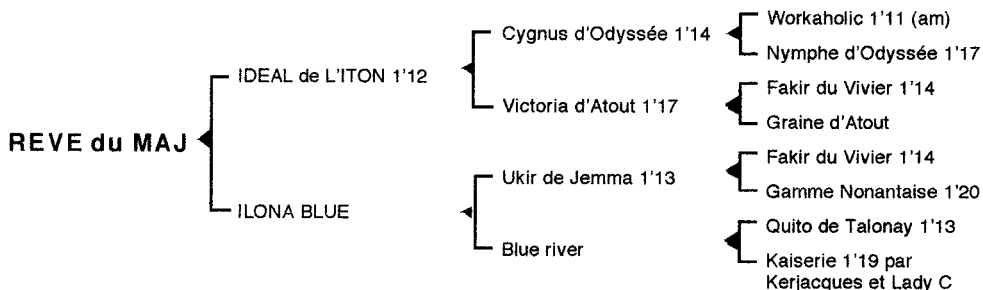 Workaholic 1'11 (am)
Cygnus d'Odyssée 1'14
Nymphe d'Odyssée 1'17
IDEAL de L'ITON 1'12
Fakir du Vivier 1'14
Victoria d'Atout 1'17
Graine d'Atout
REVE du MAJ
Fakir du Vivier 1'14
Ukir de Jemma 1'13
Gamme Nonantaise 1'20
ILONA BLUE
Quito de Talonay 1'13
Blue river
Kaiserie 1'19 par
Kerjacques et Lady C